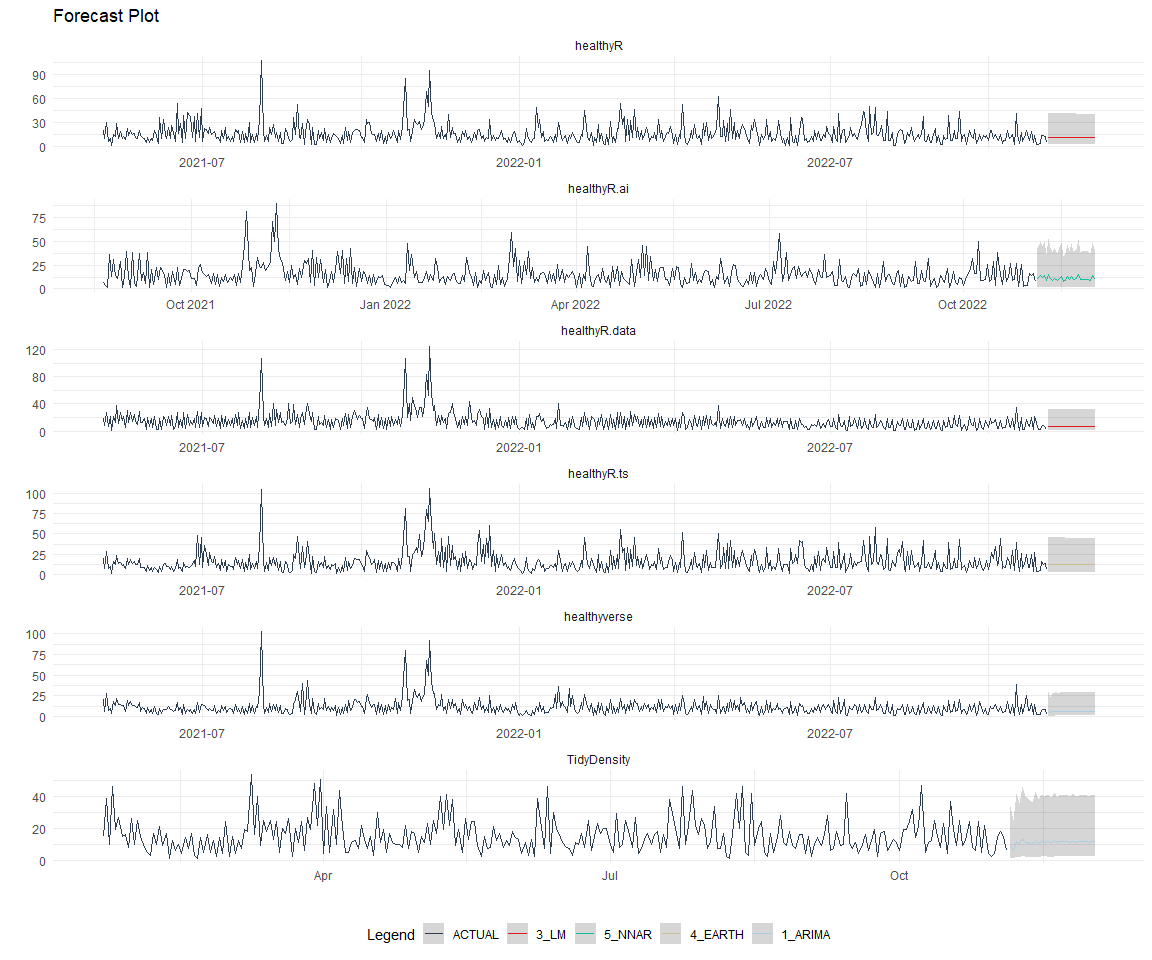 Forecast Plot
healthyR
90
60
30
0
2021-07 2022-01 2022-07
healthyR.ai
75
50
25
0
Oct 2021 Jan 2022 Apr 2022 Jul 2022 Oct 2022
healthyR.data
120
80
40
0
2021-07 2022-01 2022-07
healthyR.ts
100
75
50
25
0
2021-07 2022-01 2022-07
healthyverse
100
75
50
25
0
2021-07 2022-01 2022-07
TidyDensity
40
20
0
Apr Jul Oct
Legend ACTUAL 3_LM 5_NNAR 4_EARTH 1_ARIMA